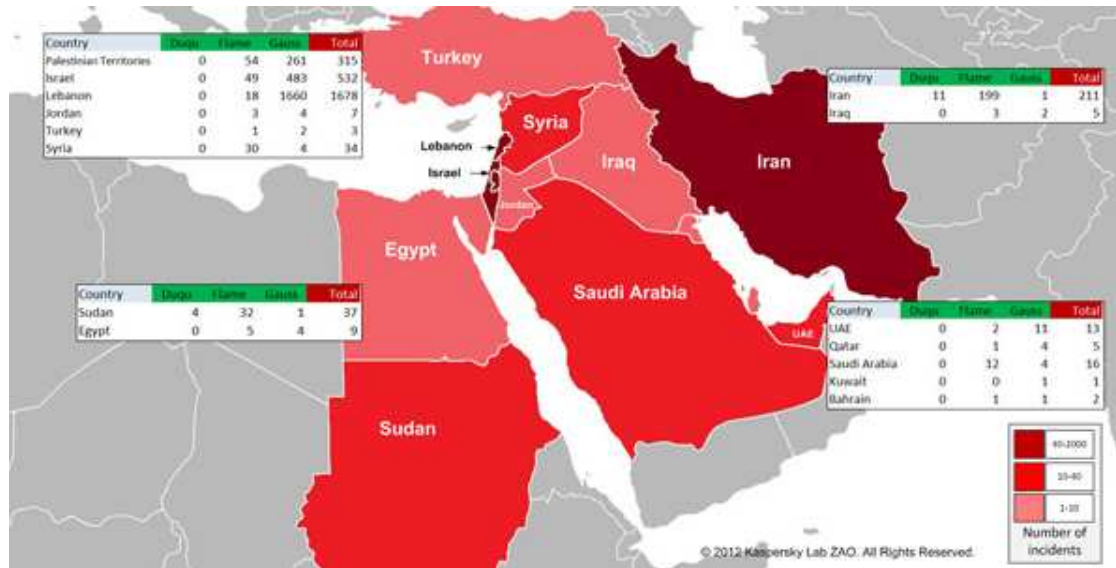 Country Duqu Flame Gauss Total
Palestinian Territories 0 54 261 315
Israel 0 49 483 532
Lebanon 0 18 1660 1678
Jordan 0 3 4 7
Turkey 0 1 2 3
Syria 0 30 4 34
Turkey
Country Duqu Flame Gauss Total
Iran 11 199 1 211
Iraq 0 3 2 5
Syria
Lebanon
Iraq
Iran
Israel
Jordan
Egypt
Saudi Arabia
Country Duqu Flame Gauss Total
Sudan 4 32 1 37
Egypt 0 5 4 9
UAE
Country Duqu Flame Gauss Total
UAE 0 2 11 13
Qatar 0 1 4 5
Saudi Arabia 0 12 4 16
Kuwait 0 0 1 1
Bahrain 0 1 1 2
Sudan
40-2000
10-40
1-10
Number of
incidents
© 2012 Kaspersky Lab ZAO. All Rights Reserved.